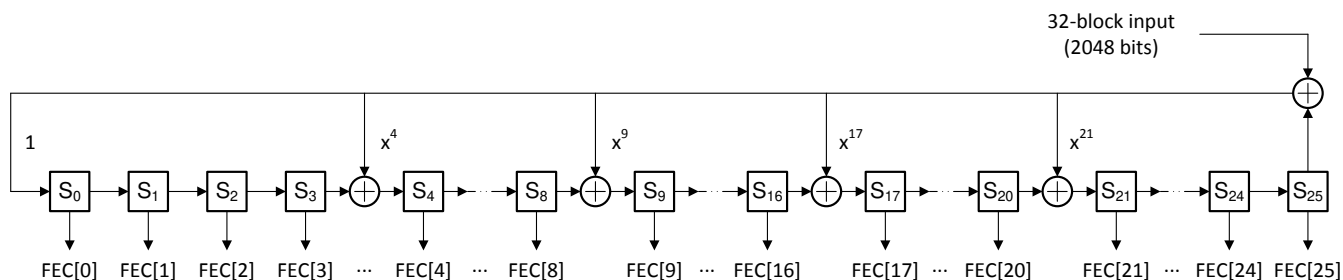 32-block input
(2048 bits)
1 x⁴ x⁹ x¹⁷ x²¹
S₀ S₁ S₂ S₃ S₄ ··· S₈ S₉ ··· S₁₆ S₁₇ ··· S₂₀ S₂₁ ··· S₂₄ S₂₅
FEC[0] FEC[1] FEC[2] FEC[3] ··· FEC[4] ··· FEC[8] FEC[9] ··· FEC[16] FEC[17] ··· FEC[20] FEC[21] ··· FEC[24] FEC[25]